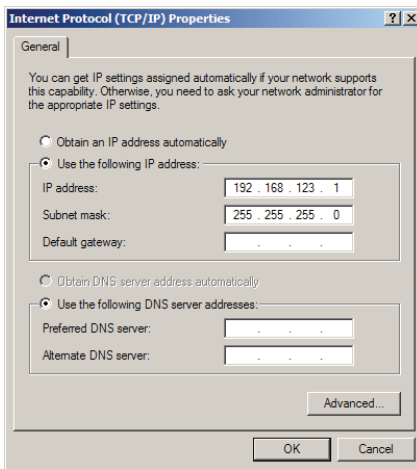 Internet Protocol (TCP/IP) Properties
General
You can get IP settings assigned automatically if your network supports
this capability. Otherwise, you need to ask your network administrator for
the appropriate IP settings.
Obtain an IP address automatically
Use the following IP address:
IP address: 192 . 168 . 123 . 1
Subnet mask: 255 . 255 . 255 . 0
Default gateway: . . .
Obtain DNS server address automatically
Use the following DNS server addresses:
Preferred DNS server: . . .
Alternate DNS server: . . .
Advanced...
OK Cancel